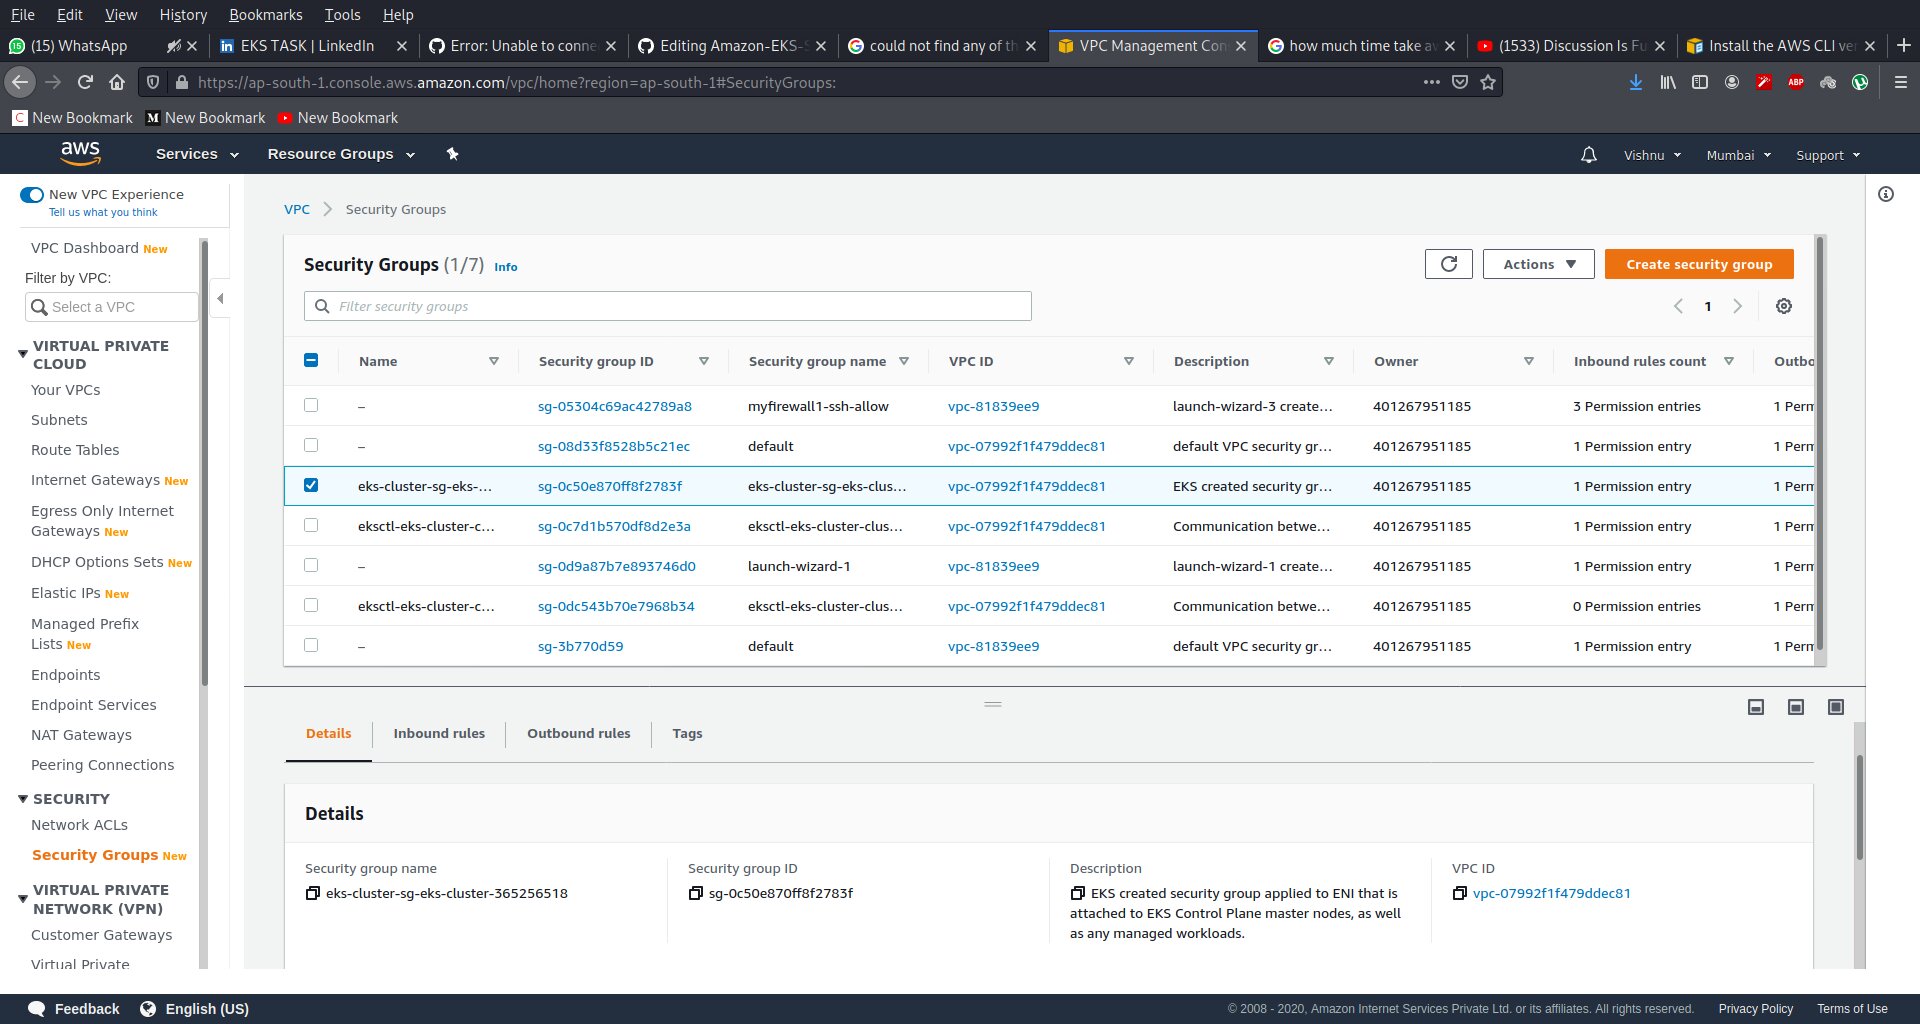 File Edit View History Bookmarks Tools Help
(15) WhatsApp
EKS TASK | LinkedIn
Error: Unable to conne
Editing Amazon-EKS-S
could not find any of th
VPC Management Con
how much time take a
(1533) Discussion Is Fu
Install the AWS CLI ve
https://ap-south-1.console.aws.amazon.com/vpc/home?region=ap-south-1#SecurityGroups:
ABP
New Bookmark New Bookmark New Bookmark
aws Services Resource Groups Vishnu Mumbai Support
New VPC Experience
Tell us what you think
VPC Dashboard New
Filter by VPC:
Select a VPC
VIRTUAL PRIVATE
CLOUD
Your VPCs
Subnets
Route Tables
Internet Gateways New
Egress Only Internet
Gateways New
DHCP Options Sets New
Elastic IPs New
Managed Prefix
Lists New
Endpoints
Endpoint Services
NAT Gateways
Peering Connections
SECURITY
Network ACLs
Security Groups New
VIRTUAL PRIVATE
NETWORK (VPN)
Customer Gateways
Virtual Private
VPC > Security Groups
Security Groups (1/7) Info
Actions
Create security group
Filter security groups
1
Name Security group ID Security group name VPC ID Description Owner Inbound rules count Outbo
– sg-05304c69ac42789a8 myfirewall1-ssh-allow vpc-81839ee9 launch-wizard-3 create... 401267951185 3 Permission entries 1 Perm
– sg-08d33f8528b5c21ec default vpc-07992f1f479ddec81 default VPC security gr... 401267951185 1 Permission entry 1 Perm
eks-cluster-sg-eks-... sg-0c50e870ff8f2783f eks-cluster-sg-eks-clus... vpc-07992f1f479ddec81 EKS created security gr... 401267951185 1 Permission entry 1 Perm
eksctl-eks-cluster-c... sg-0c7d1b570df8d2e3a eksctl-eks-cluster-clus... vpc-07992f1f479ddec81 Communication betwe... 401267951185 1 Permission entry 1 Perm
– sg-0d9a87b7e893746d0 launch-wizard-1 vpc-81839ee9 launch-wizard-1 create... 401267951185 1 Permission entry 1 Perm
eksctl-eks-cluster-c... sg-0dc543b70e7968b34 eksctl-eks-cluster-clus... vpc-07992f1f479ddec81 Communication betwe... 401267951185 0 Permission entries 1 Perm
– sg-3b770d59 default vpc-81839ee9 default VPC security gr... 401267951185 1 Permission entry 1 Perm
Details Inbound rules Outbound rules Tags
Details
Security group name
eks-cluster-sg-eks-cluster-365256518
Security group ID
sg-0c50e870ff8f2783f
Description
EKS created security group applied to ENI that is
attached to EKS Control Plane master nodes, as well
as any managed workloads.
VPC ID
vpc-07992f1f479ddec81
Feedback English (US) © 2008 - 2020, Amazon Internet Services Private Ltd. or its affiliates. All rights reserved. Privacy Policy Terms of Use